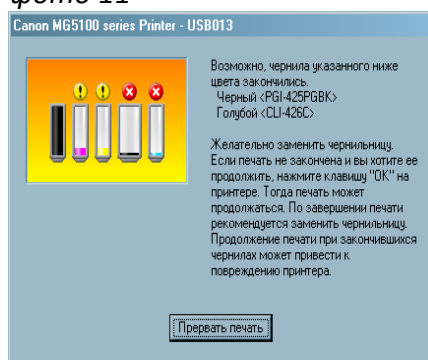 фото 11
Canon MG5100 series Printer - USB013
Возможно, чернила указанного ниже
цвета закончились.
Черный <PGI-425PGBK>
Голубой <CLI-426C>
Желательно заменить чернильницу.
Если печать не закончена и вы хотите ее
продолжить, нажмите клавишу "ОК" на
принтере. Тогда печать может
продолжаться. По завершении печати
рекомендуется заменить чернильницу.
Продолжение печати при закончившихся
чернилах может привести к
повреждению принтера.
Прервать печать